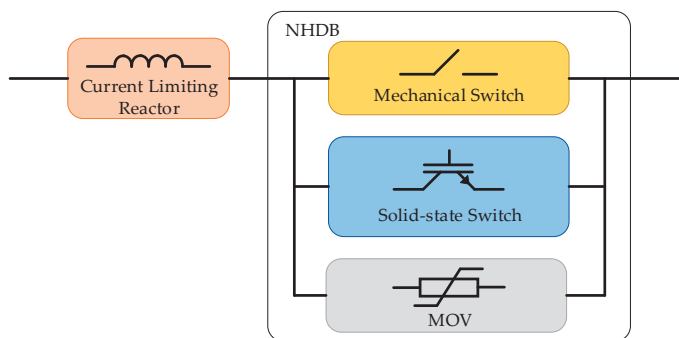 NHDB
Current Limiting
Reactor
Mechanical Switch
Solid-state Switch
MOV